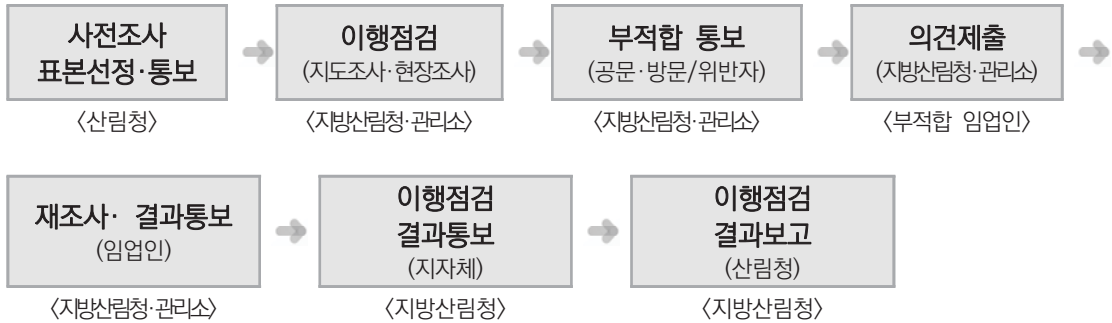 사전조사
표본선정·통보
〈산림청〉
이행점검
(지도조사·현장조사)
〈지방산림청·관리소〉
부적합 통보
(공문·방문/위반자)
〈지방산림청·관리소〉
의견제출
(지방산림청·관리소)
〈부적합 임업인〉
재조사· 결과통보
(임업인)
〈지방산림청·관리소〉
이행점검
결과통보
(지자체)
〈지방산림청〉
이행점검
결과보고
(산림청)
〈지방산림청〉